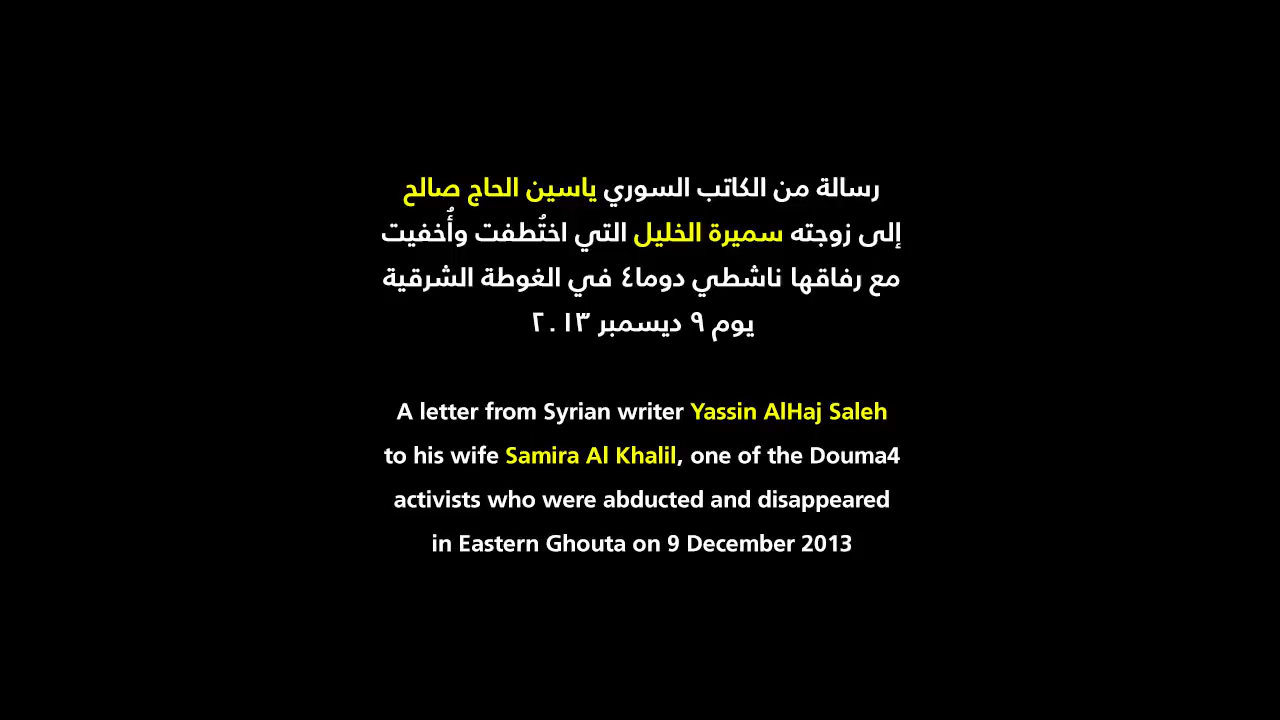 رسالة من الكاتب السوري ياسين الحاج صالح
إلى زوجته سميرة الخليل التي اختُطفت وأُخفيت
مع رفاقها ناشطي دوما٤ في الغوطة الشرقية
يوم ٩ ديسمبر ٢٠١٣
A letter from Syrian writer Yassin AlHaj Saleh
to his wife Samira Al Khalil, one of the Douma4
activists who were abducted and disappeared
in Eastern Ghouta on 9 December 2013